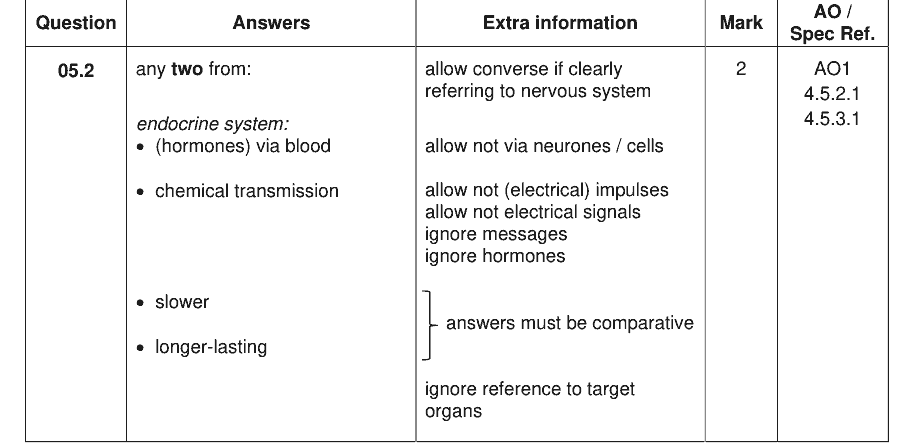 Question Answers Extra information Mark AO / Spec Ref.
05.2 any two from: allow converse if clearly 2 AO1
referring to nervous system 4.5.2.1
endocrine system: 4.5.3.1
• (hormones) via blood allow not via neurones / cells
• chemical transmission allow not (electrical) impulses
allow not electrical signals
ignore messages
ignore hormones
• slower
answers must be comparative
• longer-lasting
ignore reference to target
organs